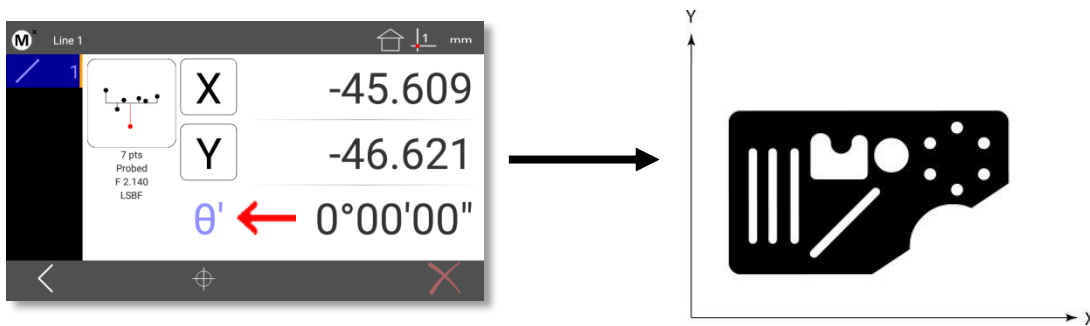 M* Line 1 1 mm
1
X -45.609
7 pts
Probed
F 2.140
LSBF
Y -46.621
θ' 0°00'00"
Y
X